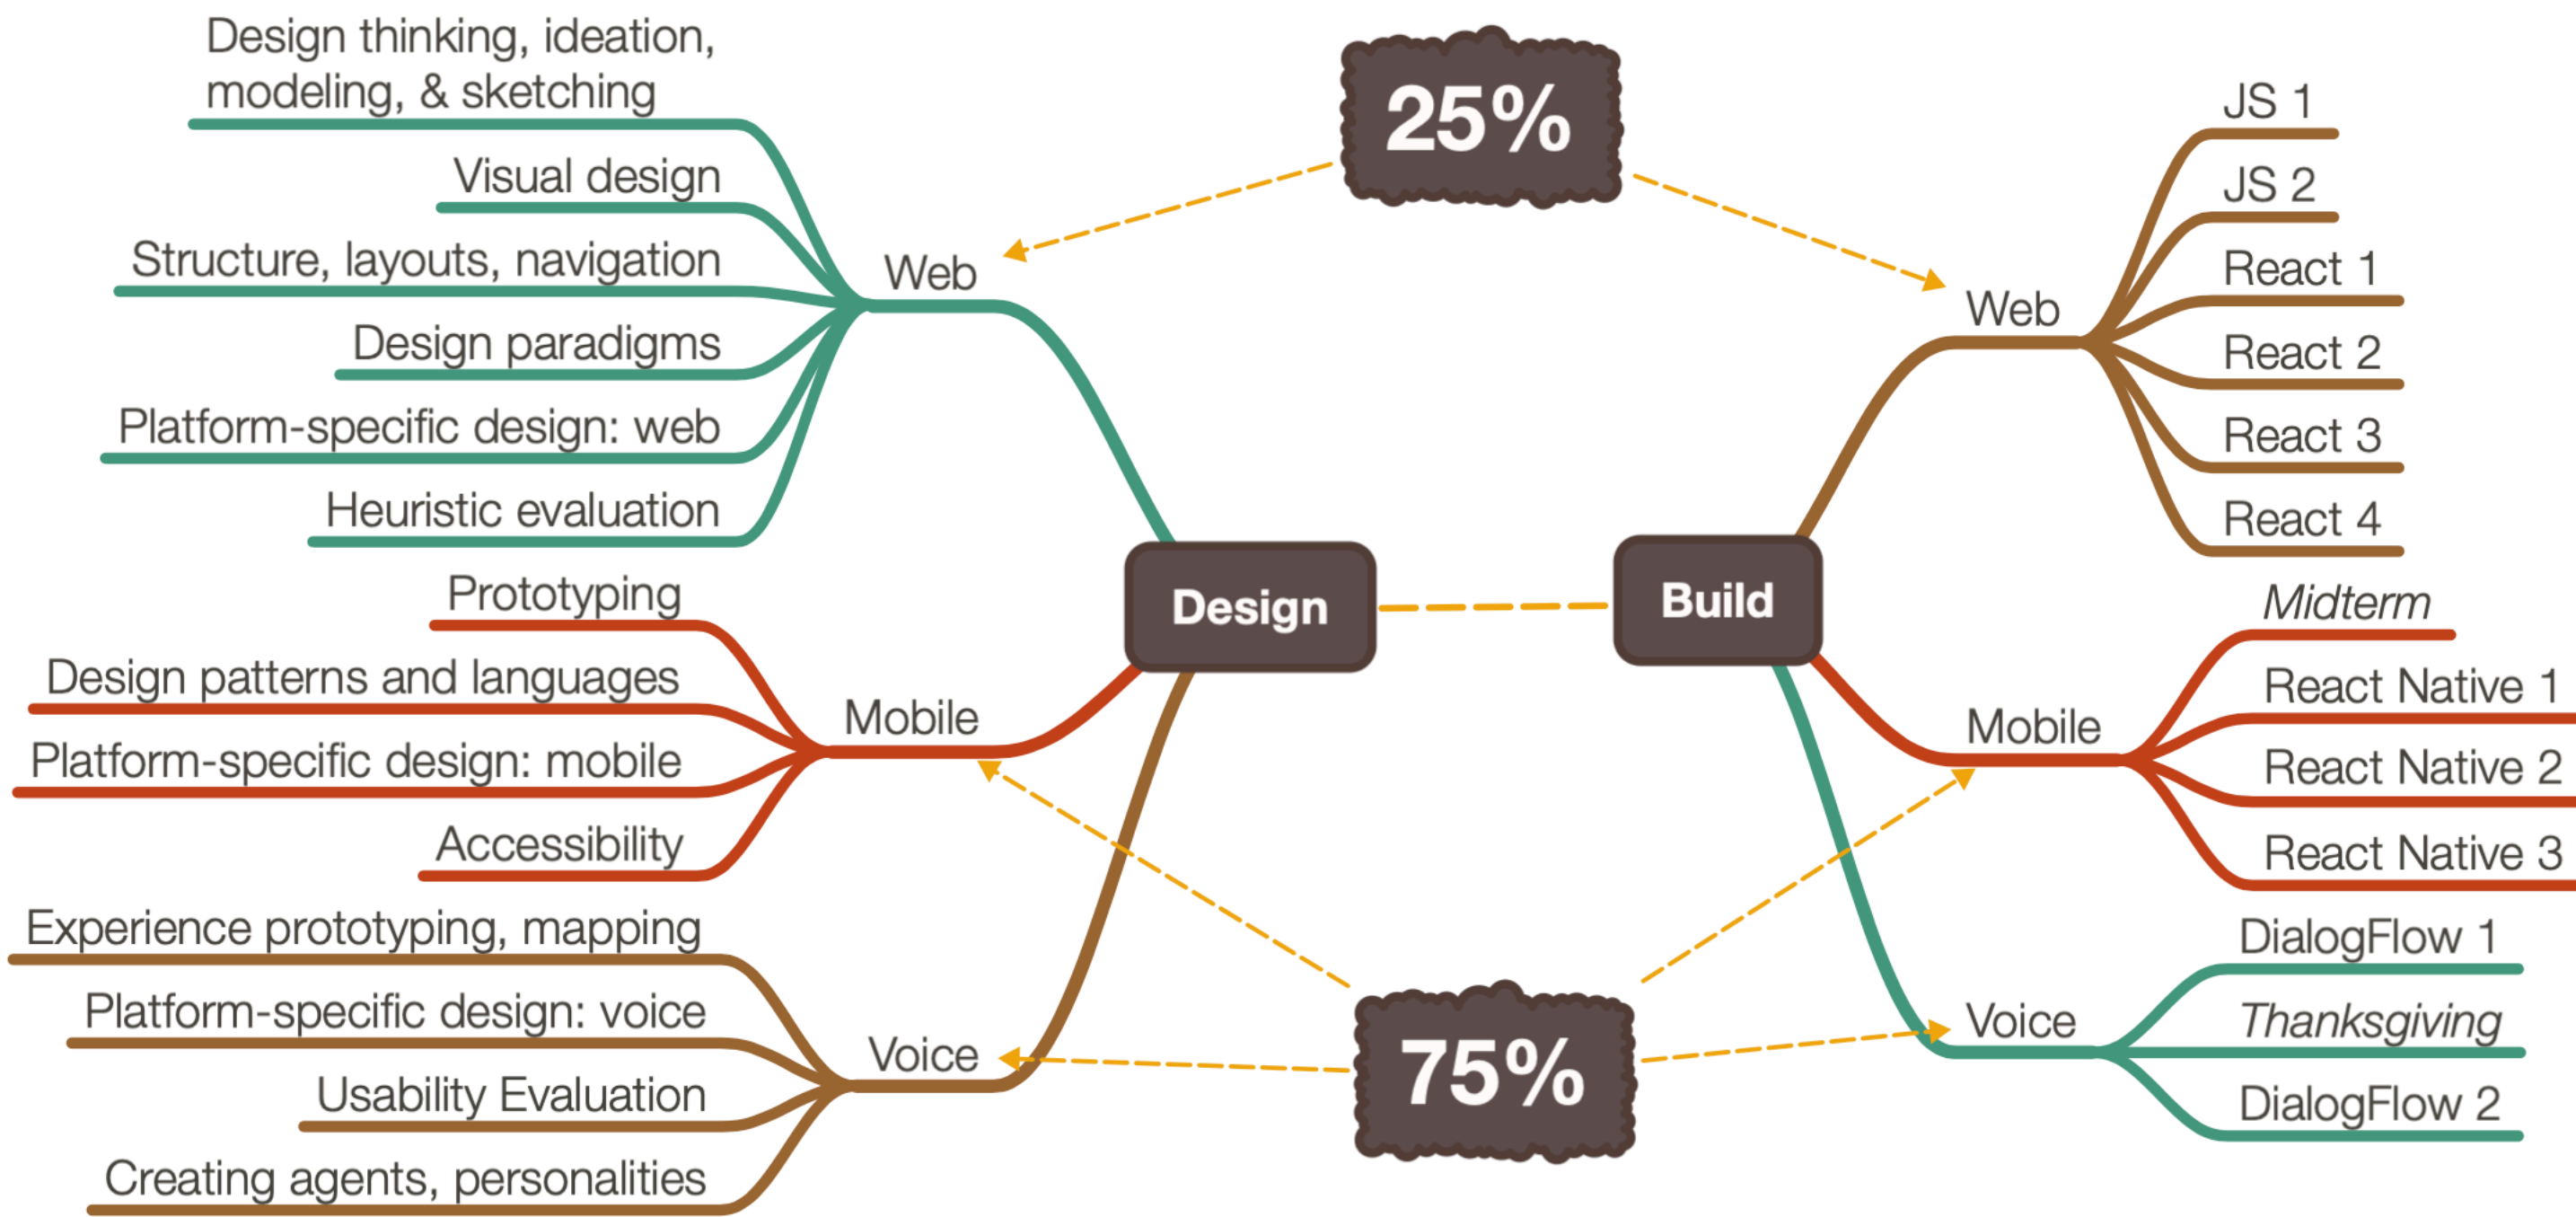 Design thinking, ideation,
modeling, & sketching
Visual design
Structure, layouts, navigation
Design paradigms
Platform-specific design: web
Heuristic evaluation
Web
Prototyping
Design patterns and languages
Platform-specific design: mobile
Accessibility
Mobile
Experience prototyping, mapping
Platform-specific design: voice
Usability Evaluation
Creating agents, personalities
Voice
Design
25%
75%
Build
Web
JS 1
JS 2
React 1
React 2
React 3
React 4
Mobile
Midterm
React Native 1
React Native 2
React Native 3
Voice
DialogFlow 1
Thanksgiving
DialogFlow 2